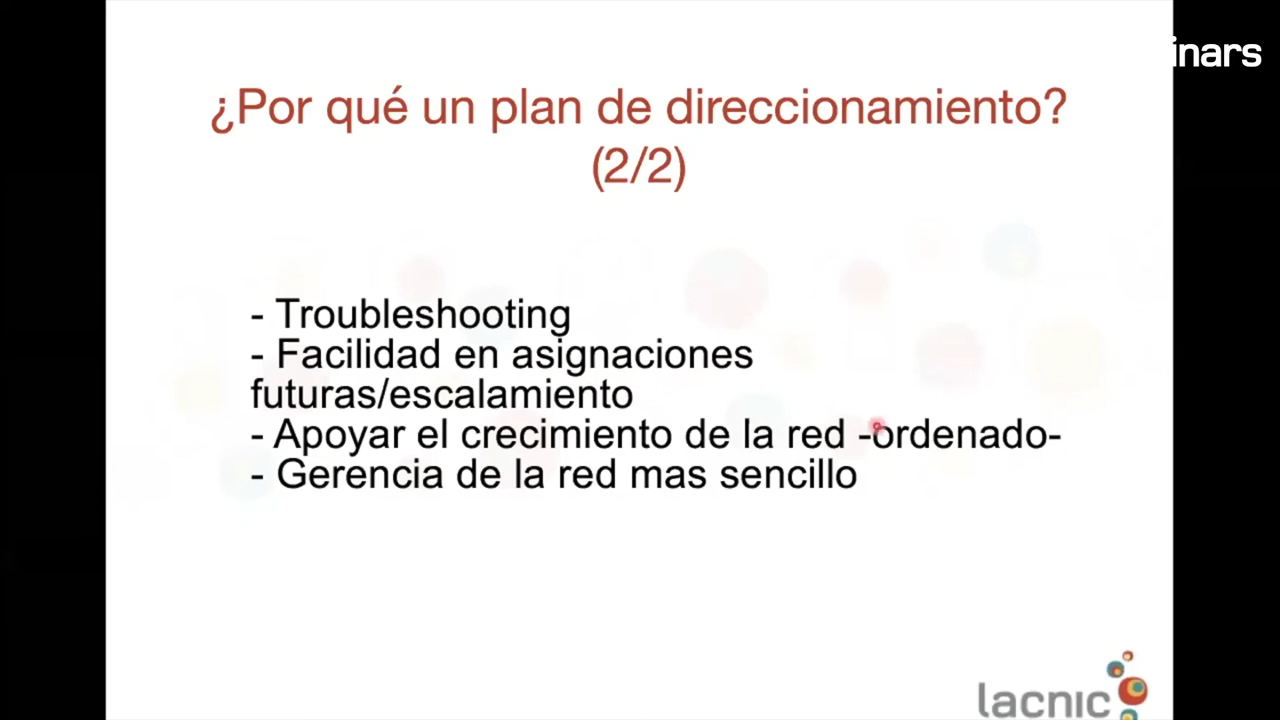 inars
¿Por qué un plan de direccionamiento?
(2/2)
- Troubleshooting
- Facilidad en asignaciones
futuras/escalamiento
- Apoyar el crecimiento de la red -ordenado-
- Gerencia de la red mas sencillo
lacnic